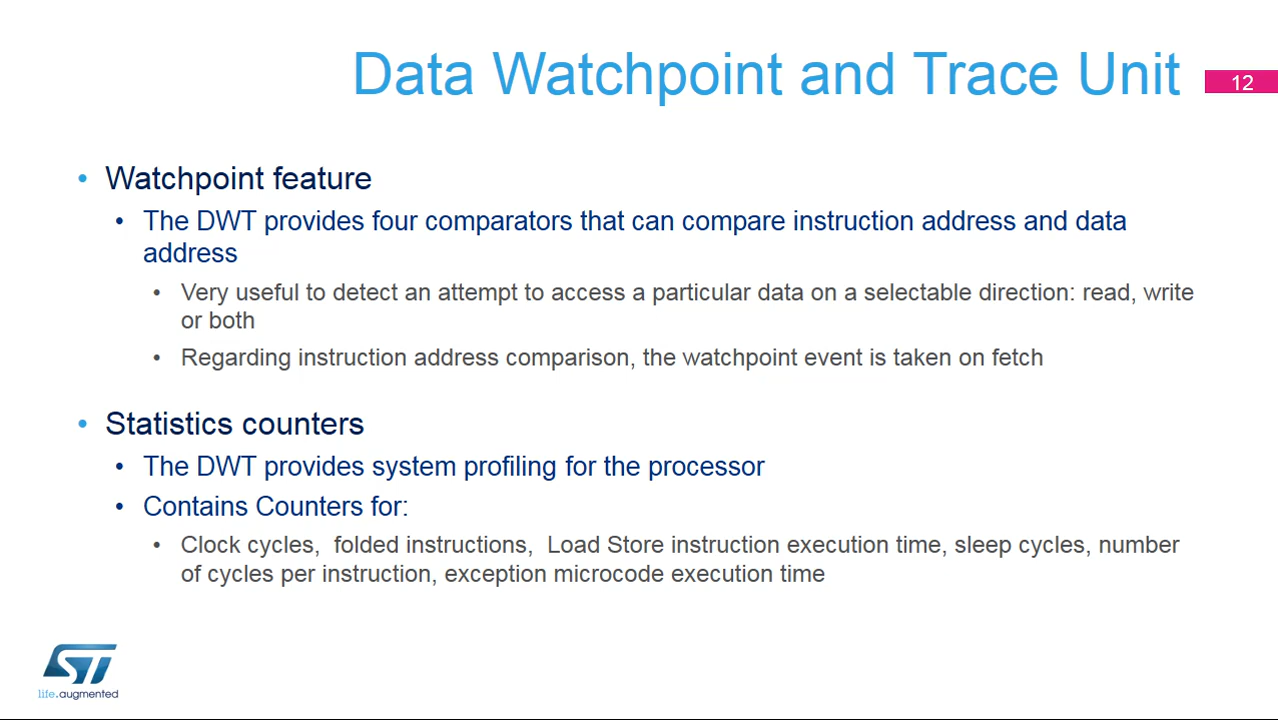 Data Watchpoint and Trace Unit
12
• Watchpoint feature
• The DWT provides four comparators that can compare instruction address and data
address
• Very useful to detect an attempt to access a particular data on a selectable direction: read, write
or both
• Regarding instruction address comparison, the watchpoint event is taken on fetch
• Statistics counters
• The DWT provides system profiling for the processor
• Contains Counters for:
• Clock cycles,  folded instructions,  Load Store instruction execution time, sleep cycles, number
of cycles per instruction, exception microcode execution time
ST
life.augmented